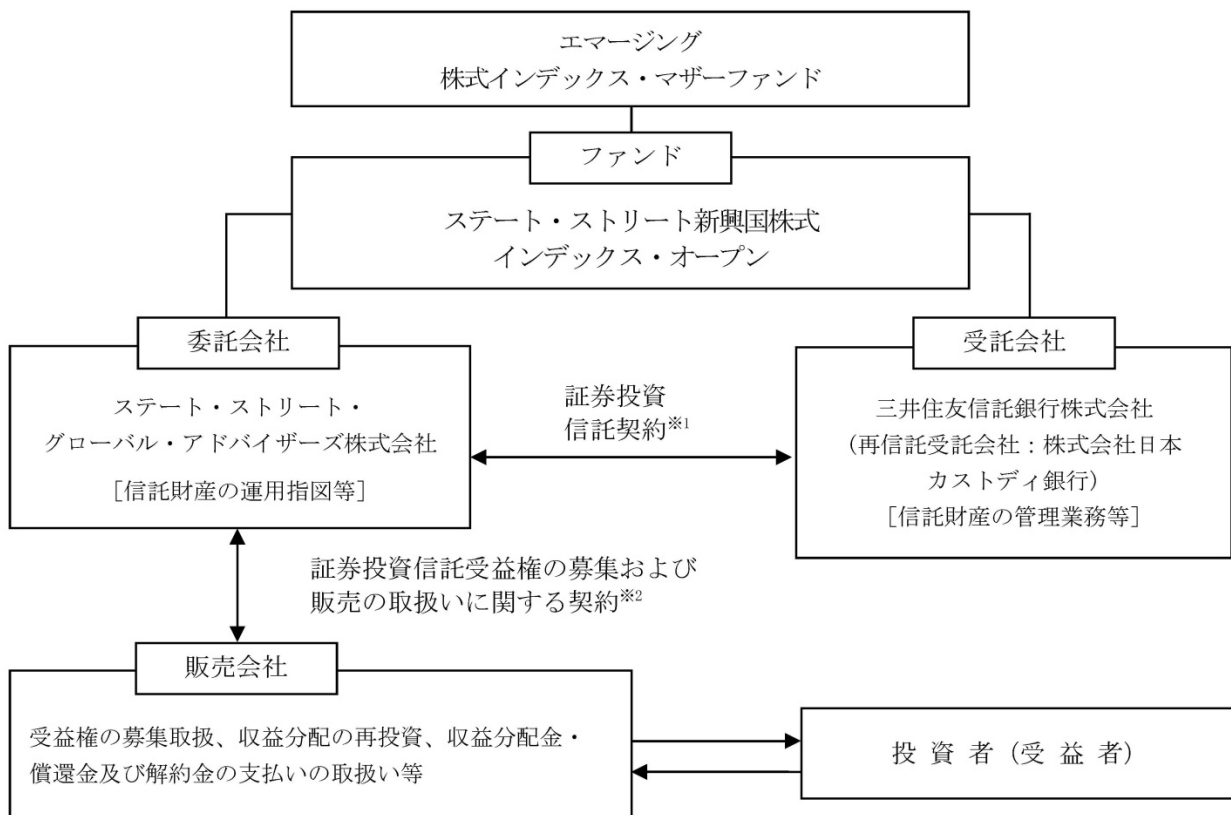 エマージング
株式インデックス・マザーファンド
ファンド
ステート・ストリート新興国株式
インデックス・オープン
委託会社
ステート・ストリート・
グローバル・アドバイザーズ株式会社
[信託財産の運用指図等]
証券投資
信託契約※1
受託会社
三井住友信託銀行株式会社
(再信託受託会社:株式会社日本
カストディ銀行)
[信託財産の管理業務等]
証券投資信託受益権の募集および
販売の取扱いに関する契約※2
販売会社
受益権の募集取扱、収益分配の再投資、収益分配金・
償還金及び解約金の支払いの取扱い等
投 資 者 (受 益 者)